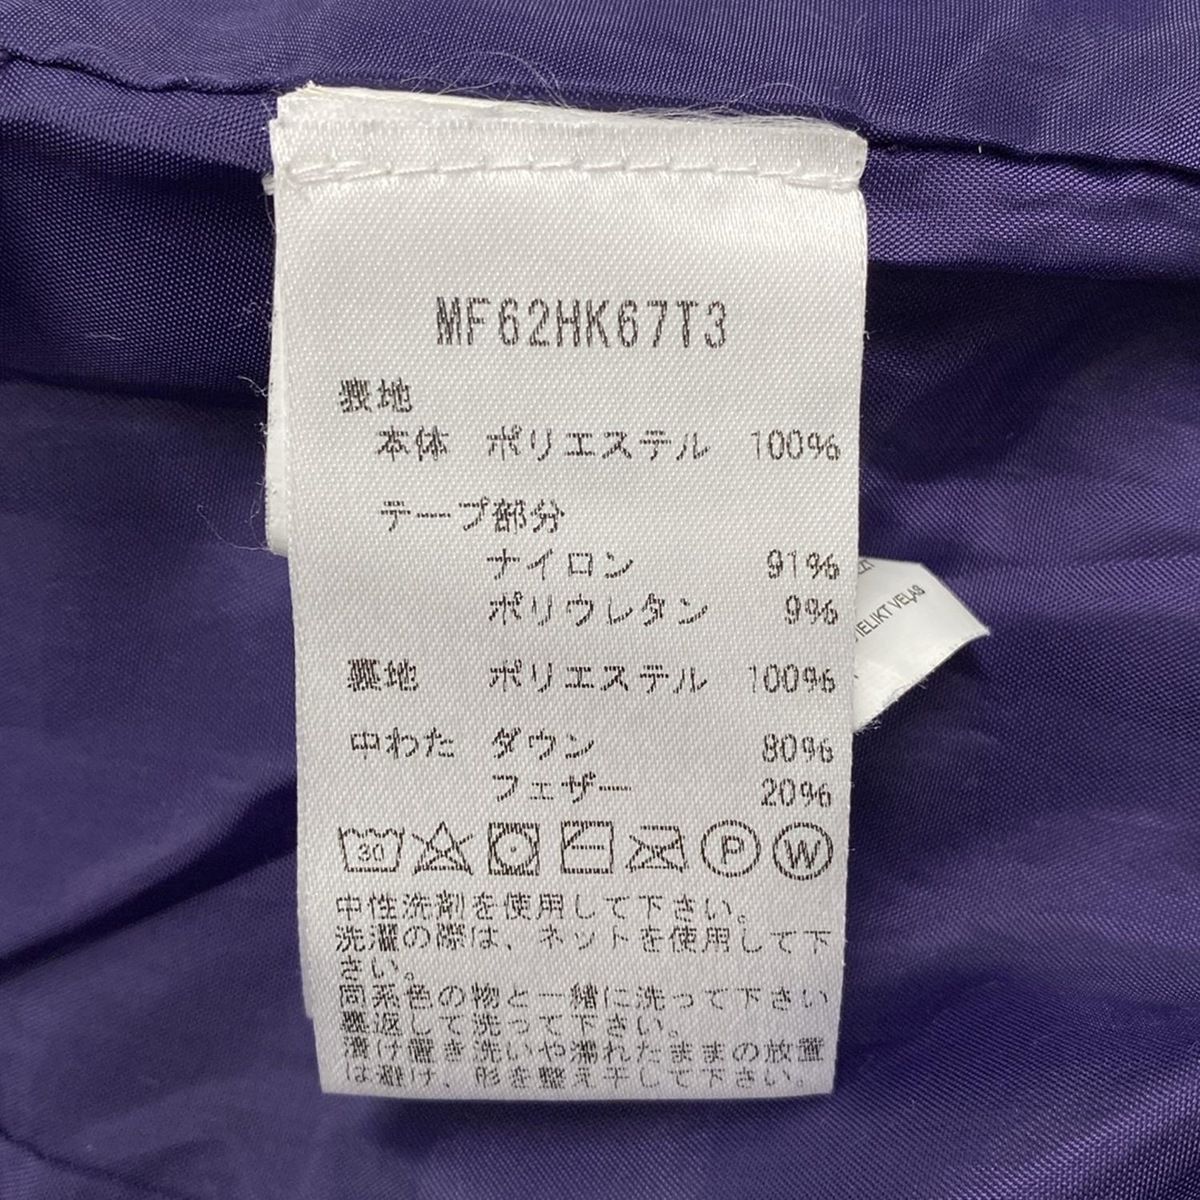 MF62HK67T3
表地
本体 ポリエステル 100%
テープ部分
ナイロン 91%
ポリウレタン 9%
裏地 ポリエステル 100%
中わた ダウン 80%
フェザー 20%
30 P W
中性洗剤を使用して下さい。
洗濯の際は、ネットを使用して下
さい。
同系色の物と一緒に洗って下さい
裏返して洗って下さい。
漬け置き洗いや濡れたままの放置
は避け、形を整え干して下さい。
IELIKT VEĻAS